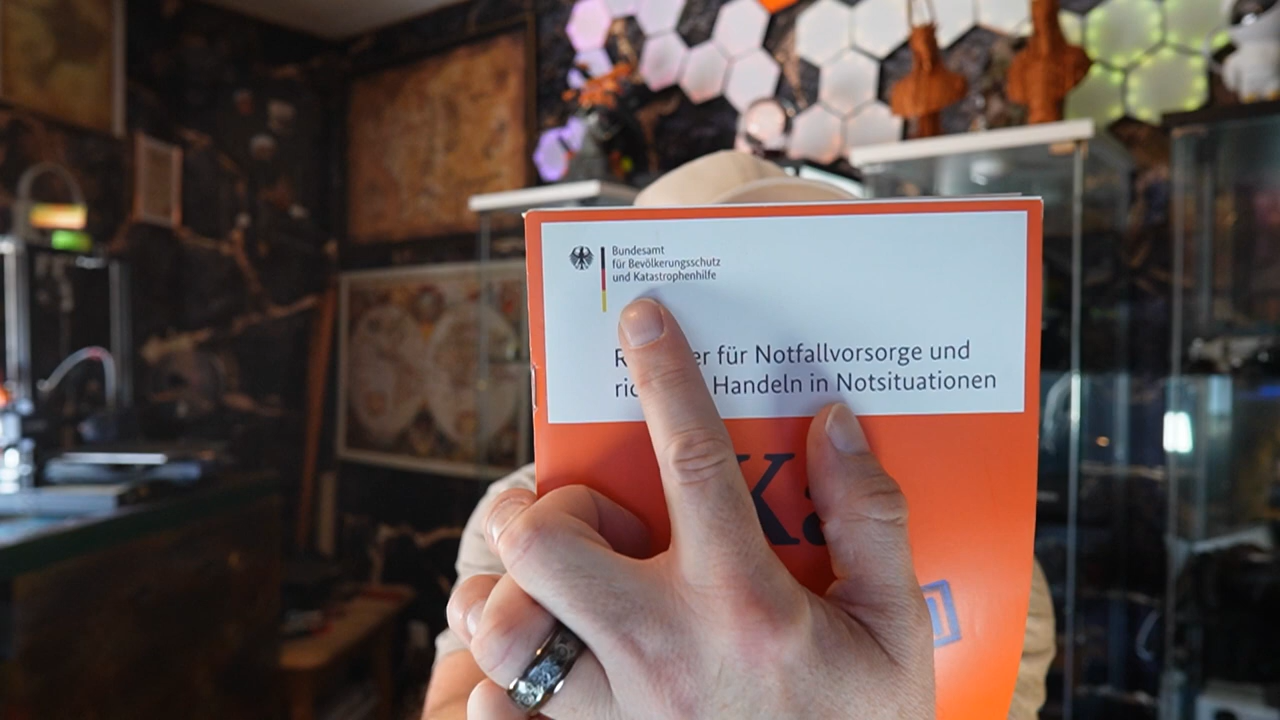 Bundesamt
für Bevölkerungsschutz
und Katastrophenhilfe
für Notfallvorsorge und
Handeln in Notsituationen